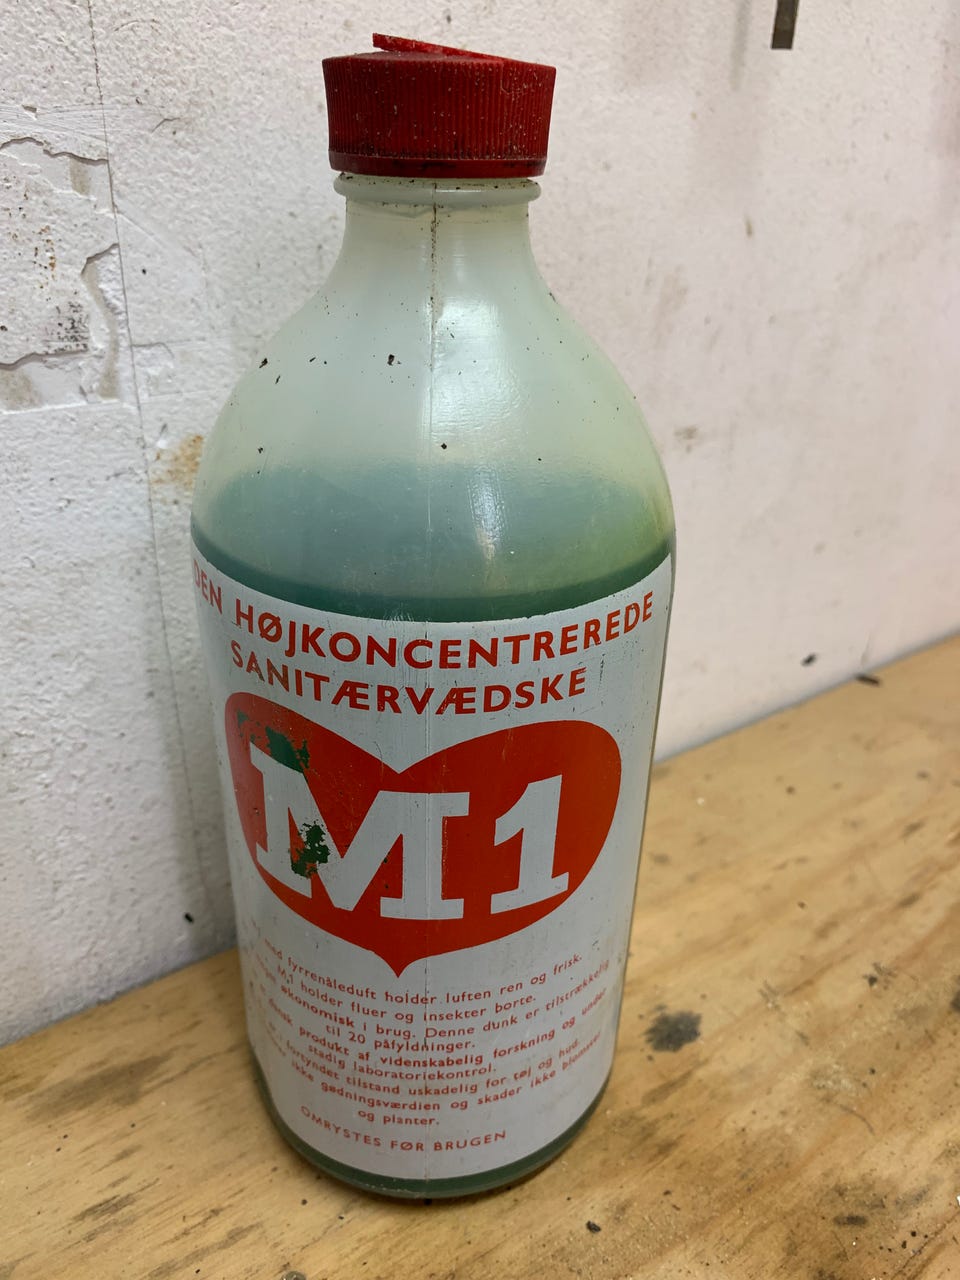 DEN HØJKONCENTREREDE
SANITÆRVÆDSKE
M1
med fyrrenåleduft holder luften ren og frisk.
M1 holder fluer og insekter borte.
økonomisk i brug. Denne dunk er tilstrækkelig
til 20 påfyldninger.
dansk produkt af videnskabelig forskning og under
stadig laboratoriekontrol.
fortyndet tilstand uskadelig for tøj og hud.
ikke gødningsværdien og skader ikke blomster
og planter.
OMRYSTES FØR BRUGEN